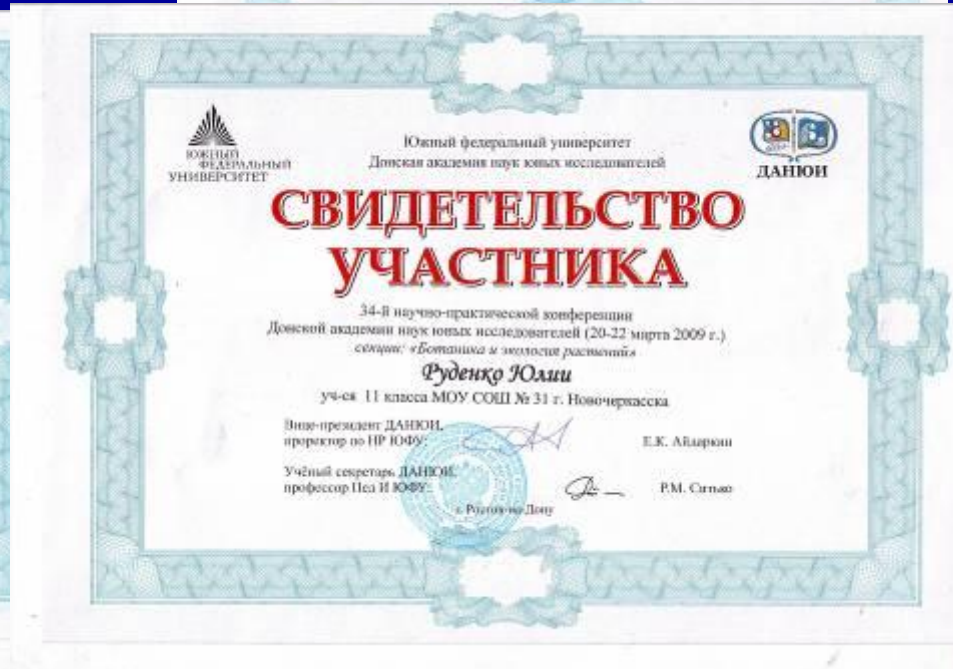 ЮЖНЫЙ
ФЕДЕРАЛЬНЫЙ
УНИВЕРСИТЕТ
Южный федеральный университет
Донская академия наук юных исследователей
ДАНЮИ
СВИДЕТЕЛЬСТВО
УЧАСТНИКА
34-й научно-практической конференции
Донской академии наук юных исследователей (20-22 марта 2009 г.)
секции: «Ботаника и экология растений»
Руденко Юлии
уч-ся 11 класса МОУ СОШ № 31 г. Новочеркасска
Вице-президент ДАНЮИ,
проректор по НР ЮФУ:
Е.К. Айдаркин
Учёный секретарь ДАНЮИ,
профессор Пед И ЮФУ:
Р.М. Ситько
г. Ростов-на-Дону